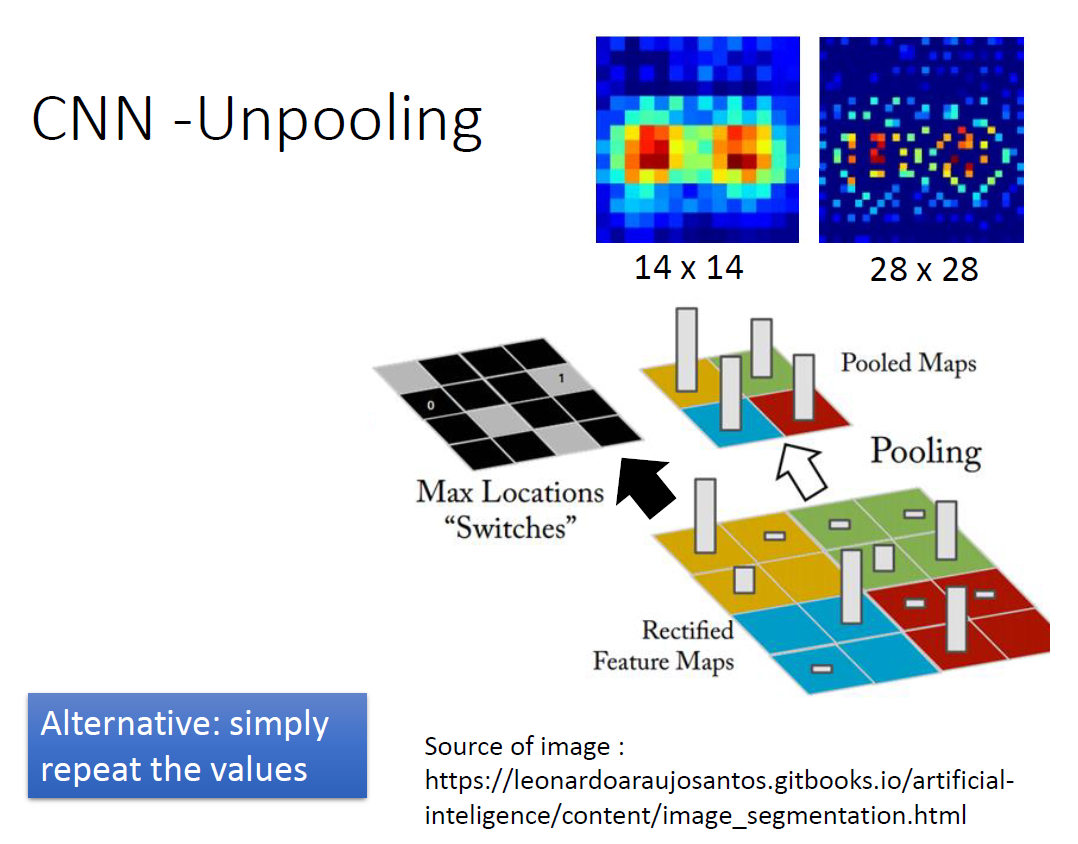 CNN -Unpooling
14 x 14
28 x 28
Pooled Maps
0
1
Pooling
Max Locations
“Switches”
Rectified
Feature Maps
Alternative: simply
repeat the values
Source of image :
https://leonardoaraujosantos.gitbooks.io/artificial-
inteligence/content/image_segmentation.html